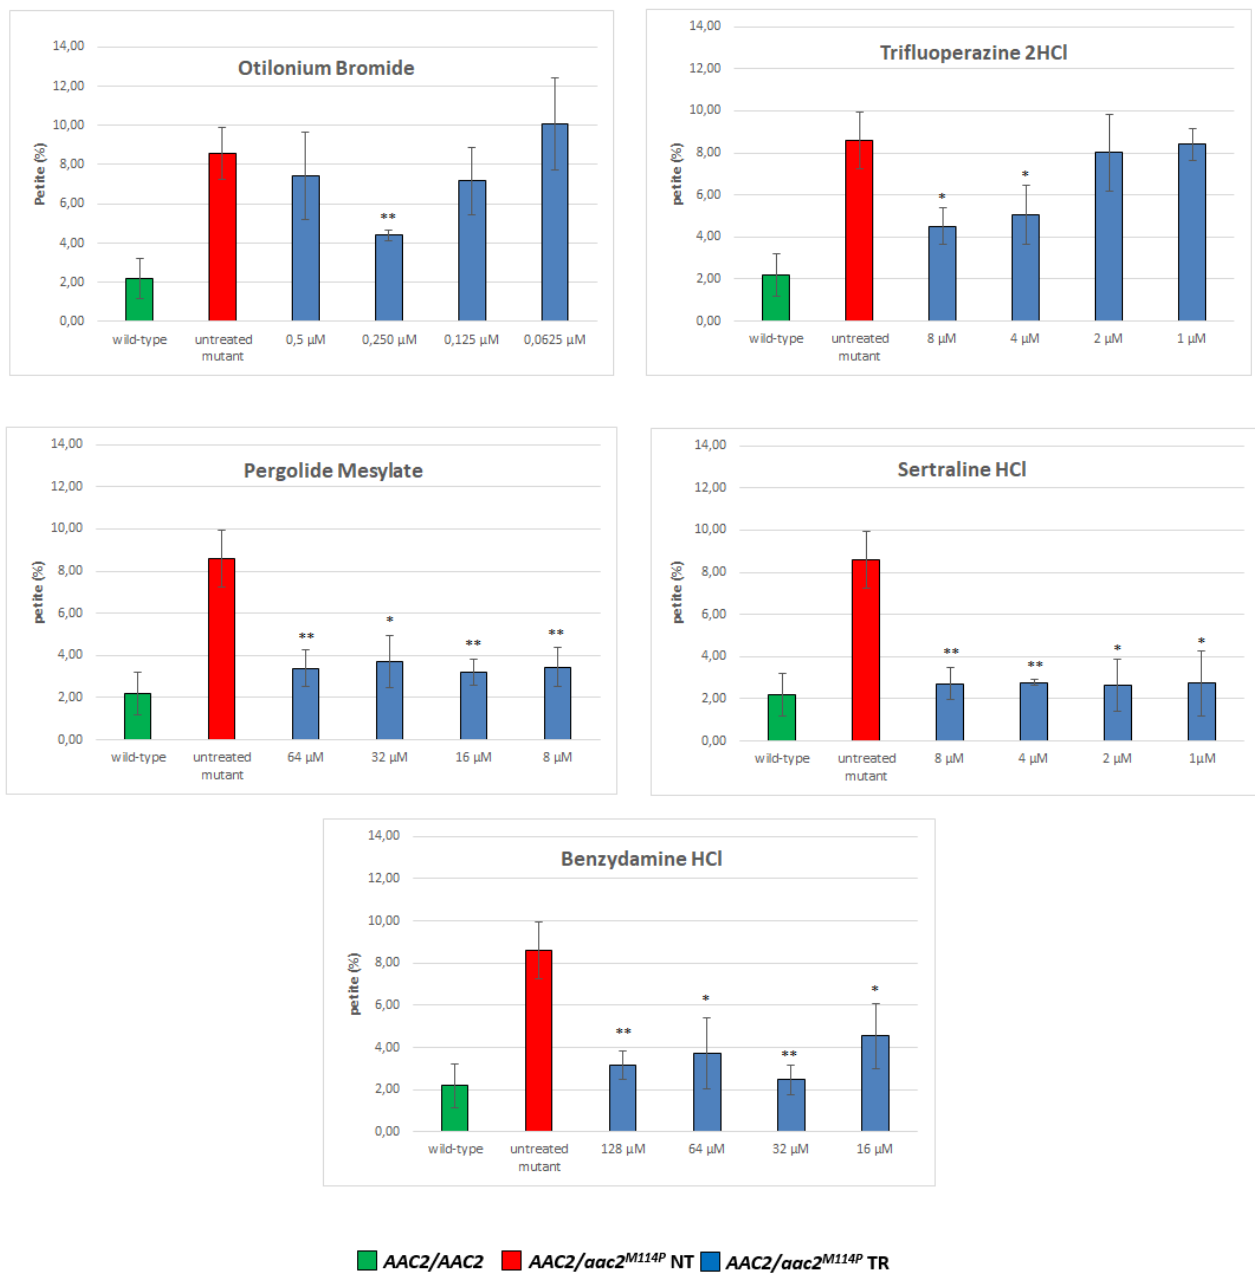 Otilonium Bromide
Petite (%)
14,00
12,00
10,00
8,00
6,00
4,00
2,00
0,00
**
wild-type
untreated
mutant
0,5 µM
0,250 µM
0,125 µM
0,0625 µM
Trifluoperazine 2HCl
petite (%)
14,00
12,00
10,00
8,00
6,00
4,00
2,00
0,00
*
*
wild-type
untreated
mutant
8 µM
4 µM
2 µM
1 µM
Pergolide Mesylate
petite (%)
14,00
12,00
10,00
8,00
6,00
4,00
2,00
0,00
**
*
**
**
wild-type
untreated
mutant
64 µM
32 µM
16 µM
8 µM
Sertraline HCl
petite (%)
14,00
12,00
10,00
8,00
6,00
4,00
2,00
0,00
**
**
*
*
wild-type
untreated
mutant
8 µM
4 µM
2 µM
1µM
Benzydamine HCl
petite (%)
14,00
12,00
10,00
8,00
6,00
4,00
2,00
0,00
**
*
**
*
wild-type
untreated
mutant
128 µM
64 µM
32 µM
16 µM
AAC2/AAC2
AAC2/aac2M114P NT
AAC2/aac2M114P TR